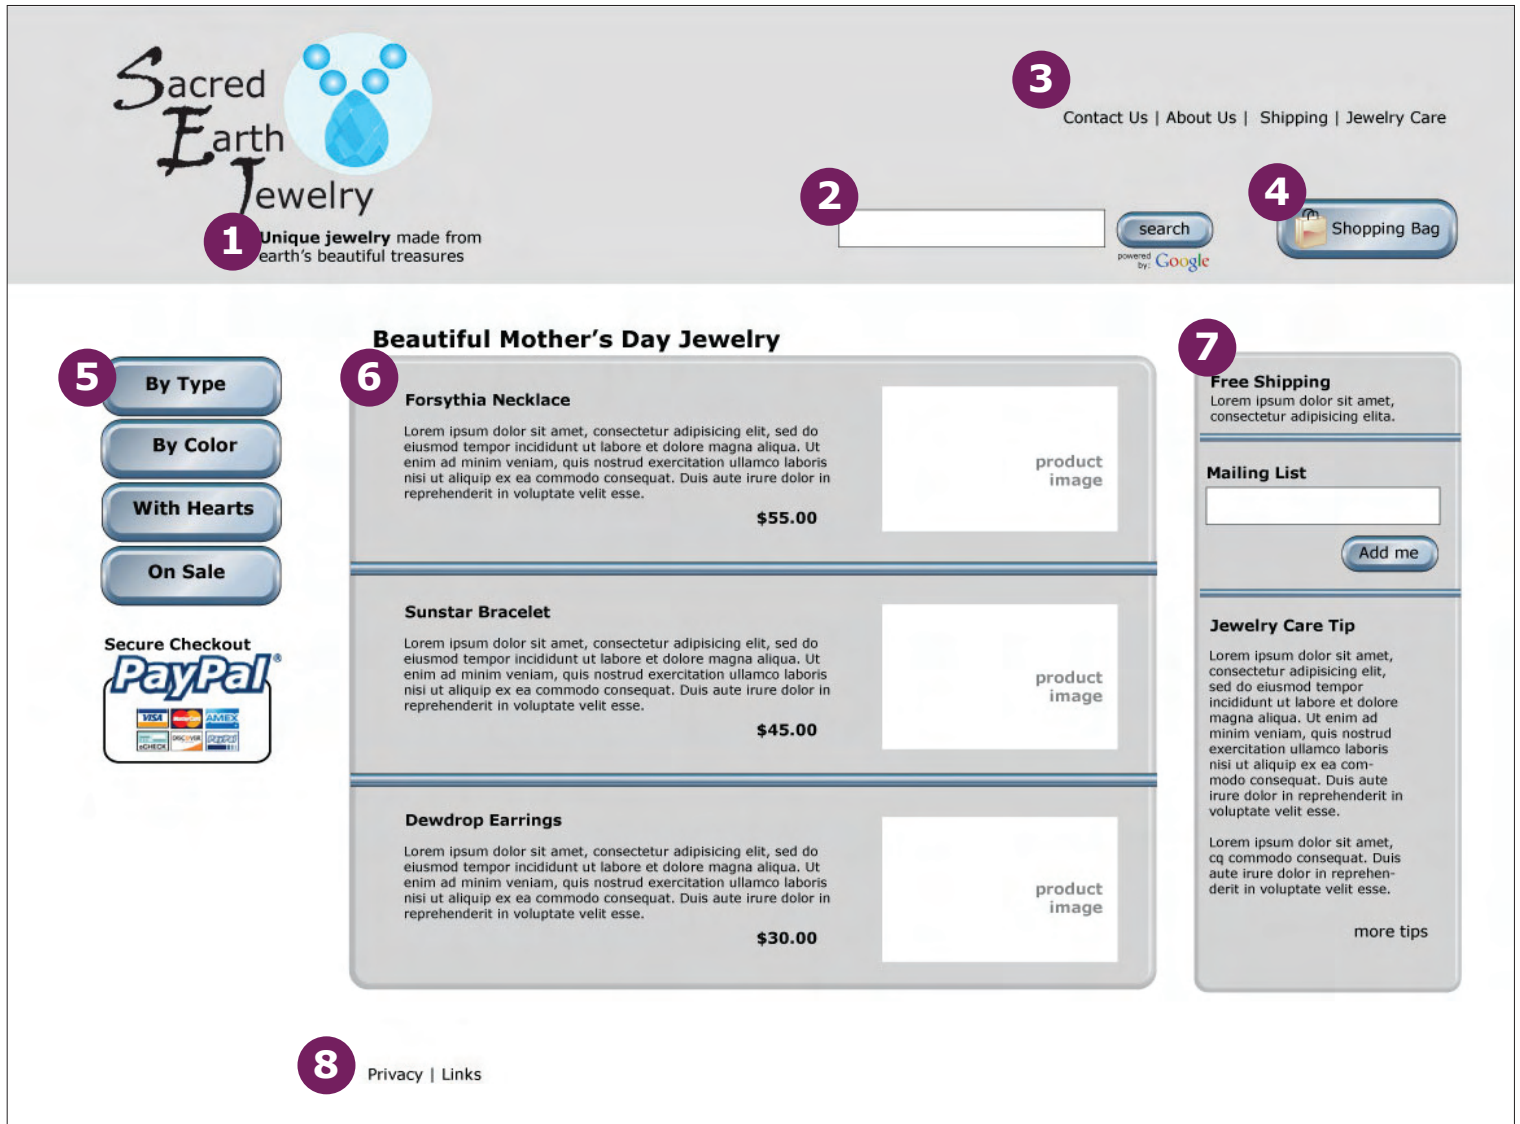 Sacred
Earth
Jewelry
1
Unique jewelry made from
earth's beautiful treasures
3
Contact Us | About Us | Shipping | Jewelry Care
2
search
powered
by: Google
4
Shopping Bag
5
By Type
By Color
With Hearts
On Sale
Secure Checkout
PayPal®
VISA MasterCard AMEX
eCHECK DISCOVER PayPal
Beautiful Mother's Day Jewelry
6
Forsythia Necklace
Lorem ipsum dolor sit amet, consectetur adipisicing elit, sed do
eiusmod tempor incididunt ut labore et dolore magna aliqua. Ut
enim ad minim veniam, quis nostrud exercitation ullamco laboris
nisi ut aliquip ex ea commodo consequat. Duis aute irure dolor in
reprehenderit in voluptate velit esse.
$55.00
product
image
Sunstar Bracelet
Lorem ipsum dolor sit amet, consectetur adipisicing elit, sed do
eiusmod tempor incididunt ut labore et dolore magna aliqua. Ut
enim ad minim veniam, quis nostrud exercitation ullamco laboris
nisi ut aliquip ex ea commodo consequat. Duis aute irure dolor in
reprehenderit in voluptate velit esse.
$45.00
product
image
Dewdrop Earrings
Lorem ipsum dolor sit amet, consectetur adipisicing elit, sed do
eiusmod tempor incididunt ut labore et dolore magna aliqua. Ut
enim ad minim veniam, quis nostrud exercitation ullamco laboris
nisi ut aliquip ex ea commodo consequat. Duis aute irure dolor in
reprehenderit in voluptate velit esse.
$30.00
product
image
7
Free Shipping
Lorem ipsum dolor sit amet,
consectetur adipisicing elita.
Mailing List
Add me
Jewelry Care Tip
Lorem ipsum dolor sit amet,
consectetur adipisicing elit,
sed do eiusmod tempor
incididunt ut labore et dolore
magna aliqua. Ut enim ad
minim veniam, quis nostrud
exercitation ullamco laboris
nisi ut aliquip ex ea com-
modo consequat. Duis aute
irure dolor in reprehenderit in
voluptate velit esse.
Lorem ipsum dolor sit amet,
cq commodo consequat. Duis
aute irure dolor in reprehen-
derit in voluptate velit esse.
more tips
8
Privacy | Links